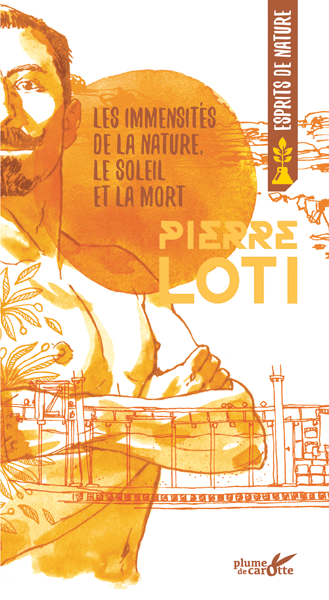 ESPRITS DE NATURE
LES IMMENSITÉS
DE LA NATURE,
LE SOLEIL
ET LA MORT
PIERRE
LOTI
plume
de carotte